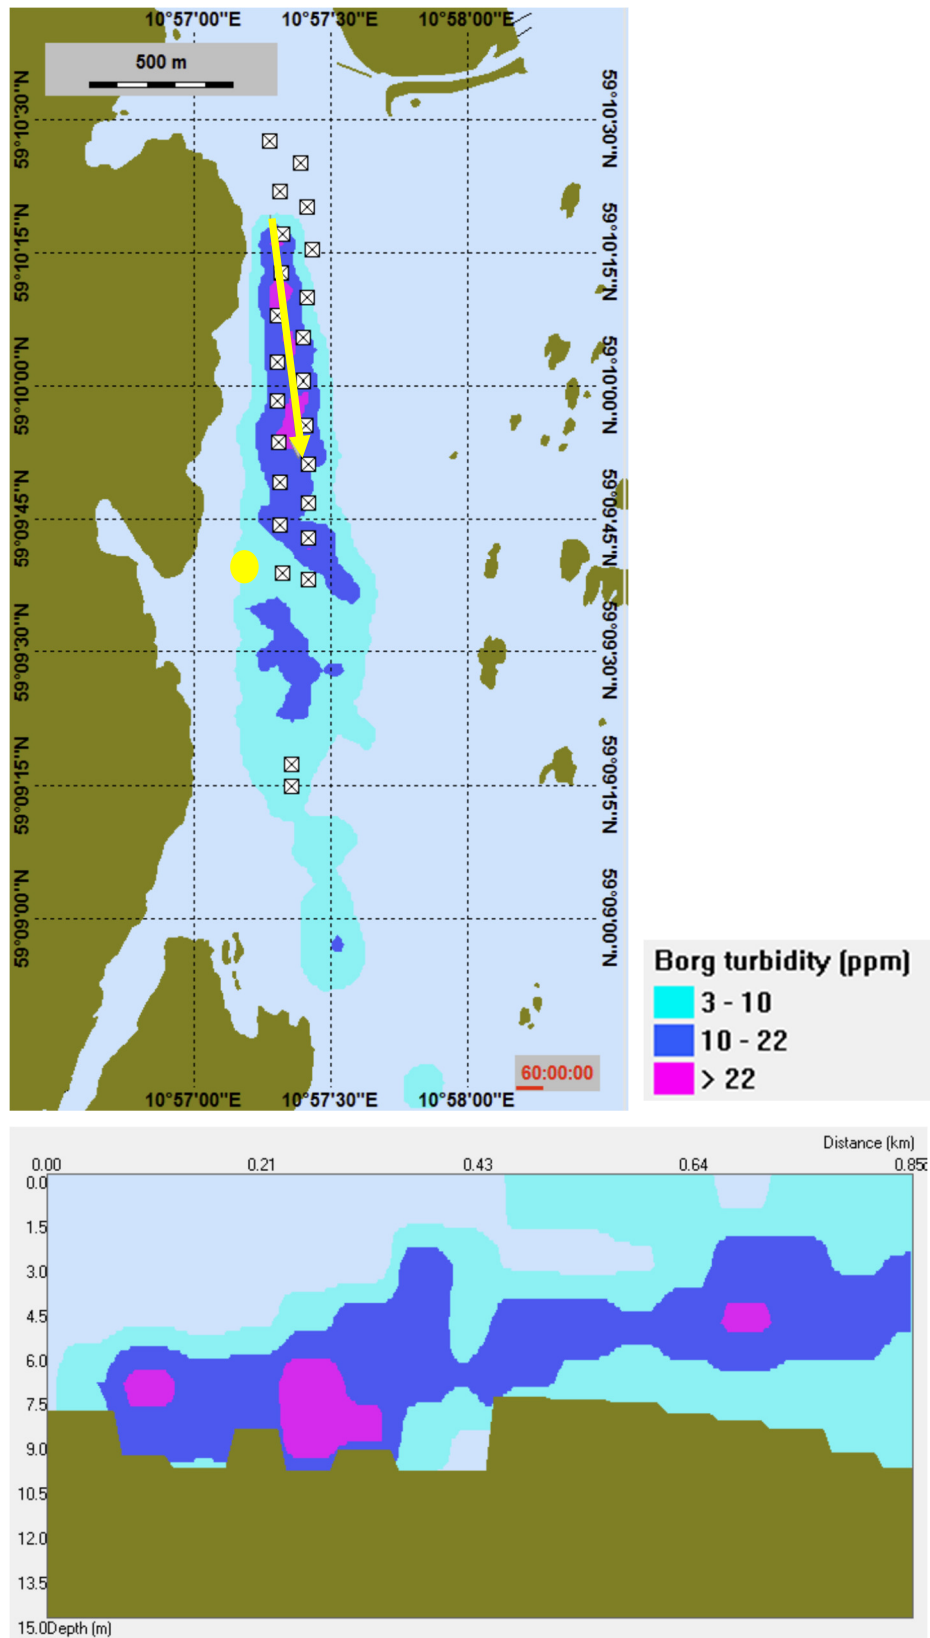 10°57'00"E 10°57'30"E 10°58'00"E
500 m
59°10'30"N 59°10'30"N
59°10'15"N 59°10'15"N
59°10'00"N 59°10'00"N
59°09'45"N 59°09'45"N
59°09'30"N 59°09'30"N
59°09'15"N 59°09'15"N
59°09'00"N 59°09'00"N
60:00:00
10°57'00"E 10°57'30"E 10°58'00"E
Borg turbidity (ppm)
3 - 10
10 - 22
> 22
Distance (km)
0.00 0.21 0.43 0.64
0.0
1.5
3.0
4.5
6.0
7.5
9.0
10.5
12.0
13.5
15.0 Depth (m)